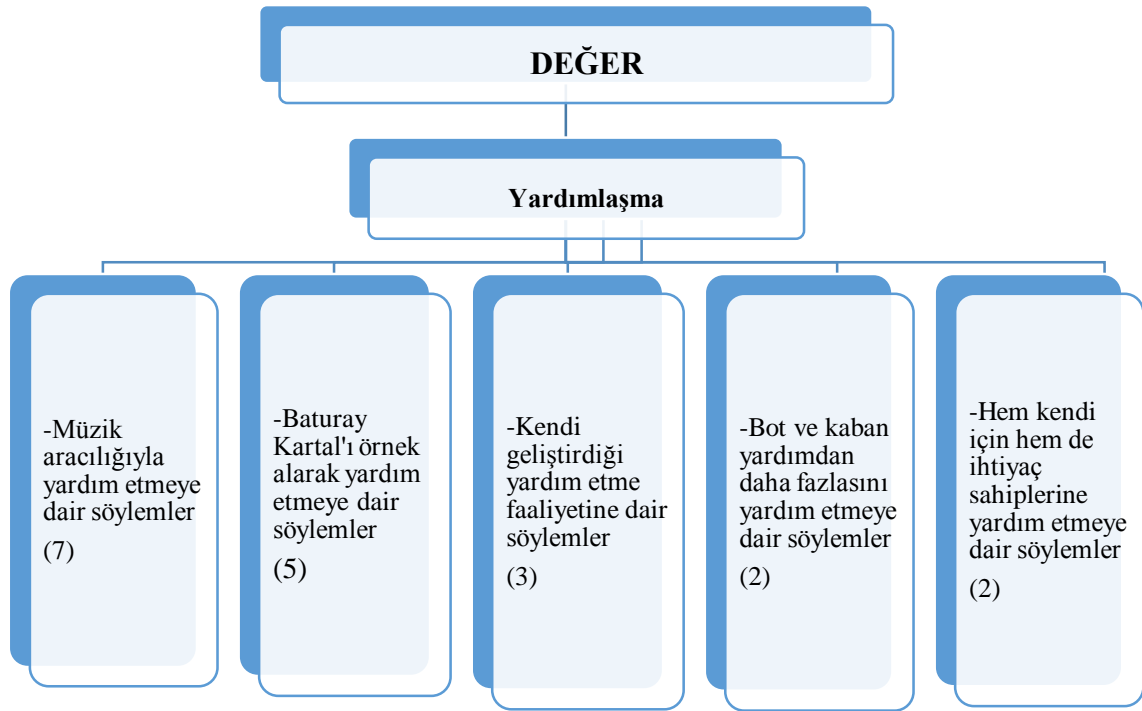 DEĞER
Yardımlaşma
-Müzik
aracılığıyla
yardım etmeye
dair söylemler
(7)
-Baturay
Kartal'ı örnek
alarak yardım
etmeye dair
söylemler
(5)
-Kendi
geliştirdiği
yardım etme
faaliyetine dair
söylemler
(3)
-Bot ve kaban
yardımdan
daha fazlasını
yardım etmeye
dair söylemler
(2)
-Hem kendi
için hem de
ihtiyaç
sahiplerine
yardım etmeye
dair söylemler
(2)